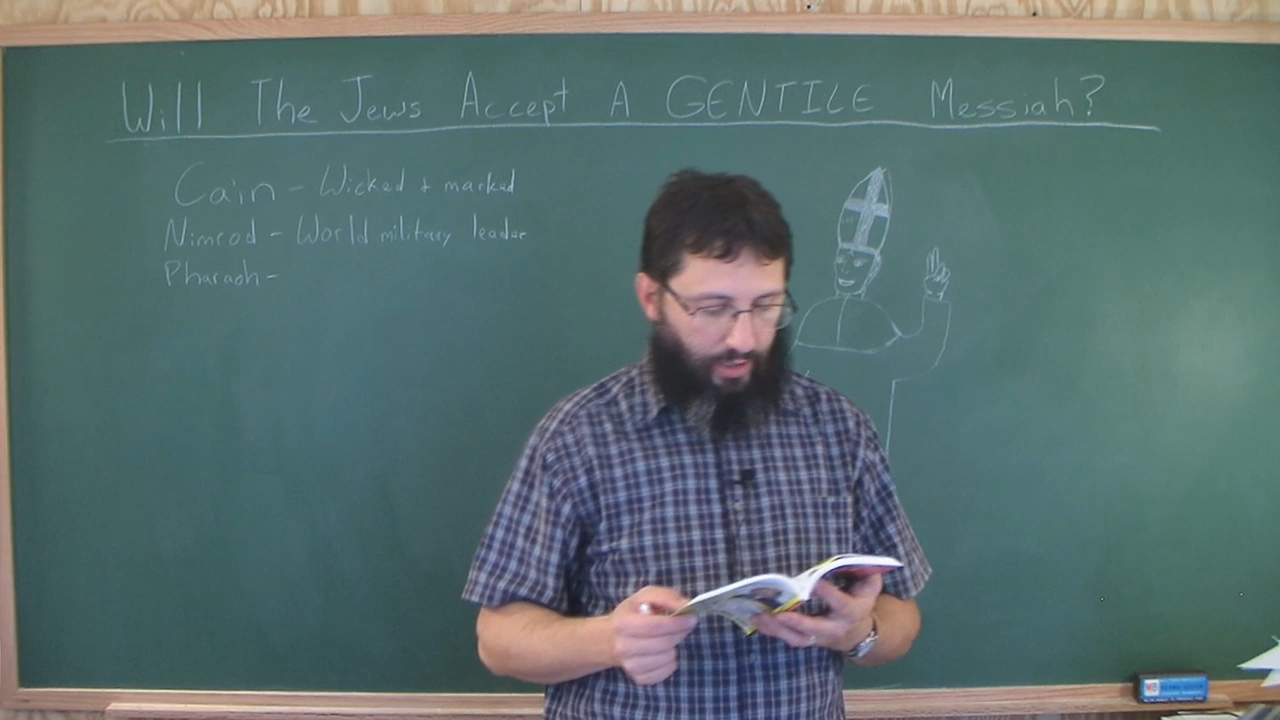 Will The Jews Accept A GENTILE Messiah?
Cain - Wicked + marked
Nimrod - World military leader
Pharaoh -